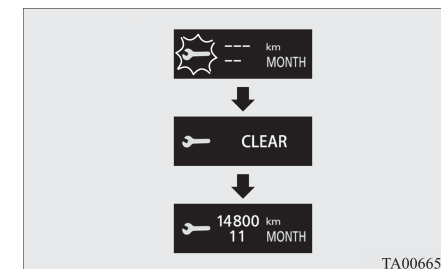 --- km
-- MONTH
CLEAR
14800 km
11 MONTH
TA00665